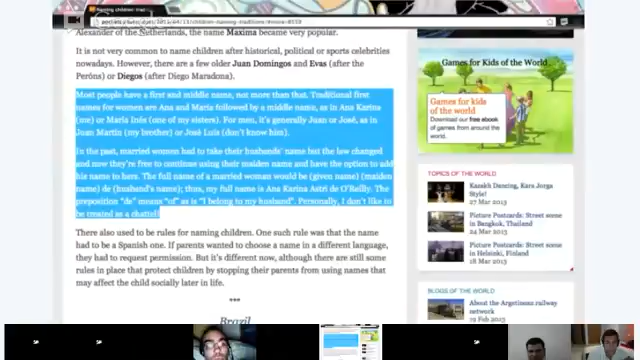 Naming children: trad
Alexander of the Netherlands, the name Maxima became very popular.
It is not very common to name children after historical, political or sports celebrities
nowadays. However, there are a few older Juan Domingos and Evas (after the
Peróns) or Diegos (after Diego Maradona).
Most people have a first and middle name, not more than that. Traditional first
names for women are Ana and María followed by a middle name, as in Ana Karina
(me) or María Inés (one of my sisters). For men, it's generally Juan or José, as in
Juan Martín (my brother) or José Luis (don't know him).
In the past, married women had to take their husbands' name but the law changed
and now they're free to continue using their maiden name and have the option to add
his name to hers. The full name of a married woman would be (given name) (maiden
name) de (husband's name); thus, my full name is Ana Karina Astri de O'Reilly. The
preposition "de" means "of" as is "I belong to my husband". Personally, I don't like to
be treated as a chattel!
There also used to be rules for naming children. One such rule was that the name
had to be a Spanish one. If parents wanted to choose a name in a different language,
they had to request permission. But it's different now, although there are still some
rules in place that protect children by stopping their parents from using names that
may affect the child socially later in life.
***
Brazil
Games for Kids of the World
Games for kids
of the world
Download our free ebook
of games from around the
world.
TOPICS OF THE WORLD
Kazakh Dancing, Kara Jorga
Style!
27 Mar 2013
Picture Postcards: Street scene
in Bangkok, Thailand
24 Mar 2013
Picture Postcards: Street scene
in Helsinki, Finland
18 Mar 2013
BLOGS OF THE WORLD
About the Argentinean railway
network
19 Feb 2013